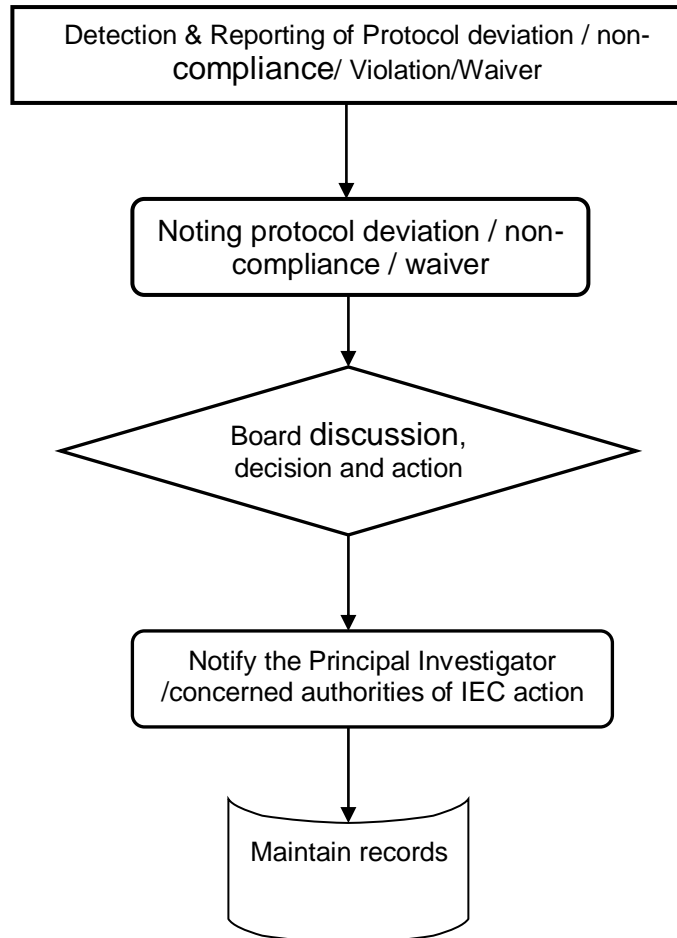 Detection & Reporting of Protocol deviation / non-
compliance/ Violation/Waiver
Noting protocol deviation / non-
compliance / waiver
Board discussion,
decision and action
Notify the Principal Investigator
/concerned authorities of IEC action
Maintain records